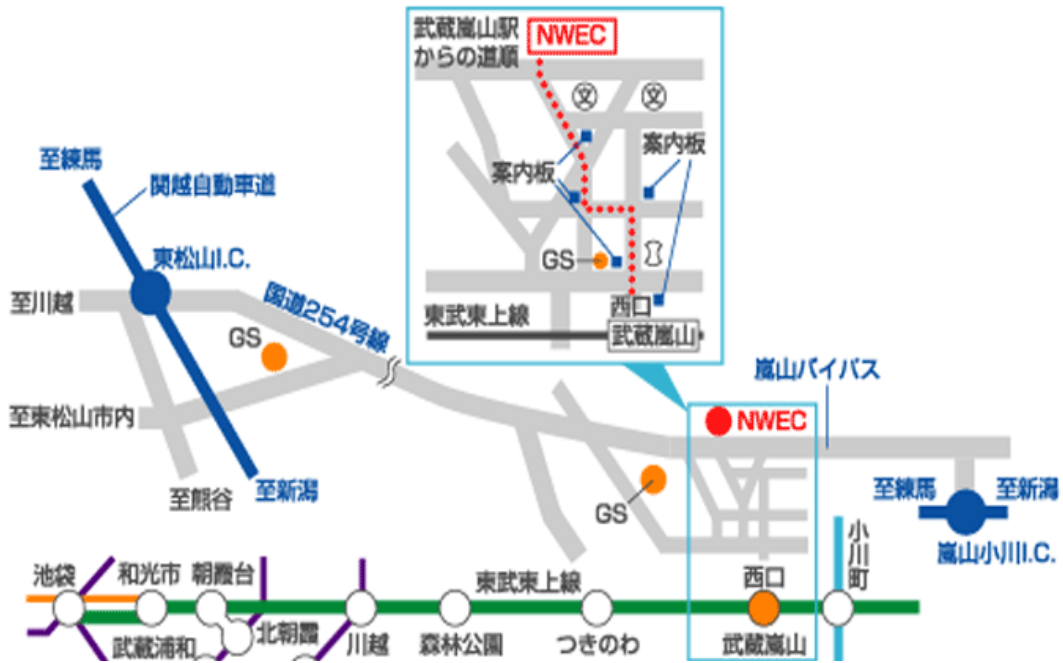 武蔵嵐山駅
からの道順
NWEC
文
文
案内板
案内板
GS
西口
東武東上線
武蔵嵐山
至練馬
関越自動車道
東松山I.C.
至川越
国道254号線
GS
至東松山市内
至熊谷
至新潟
嵐山バイパス
NWEC
GS
至練馬
至新潟
嵐山小川I.C.
小川町
池袋
和光市
朝霞台
東武東上線
西口
武蔵浦和
北朝霞
川越
森林公園
つきのわ
武蔵嵐山